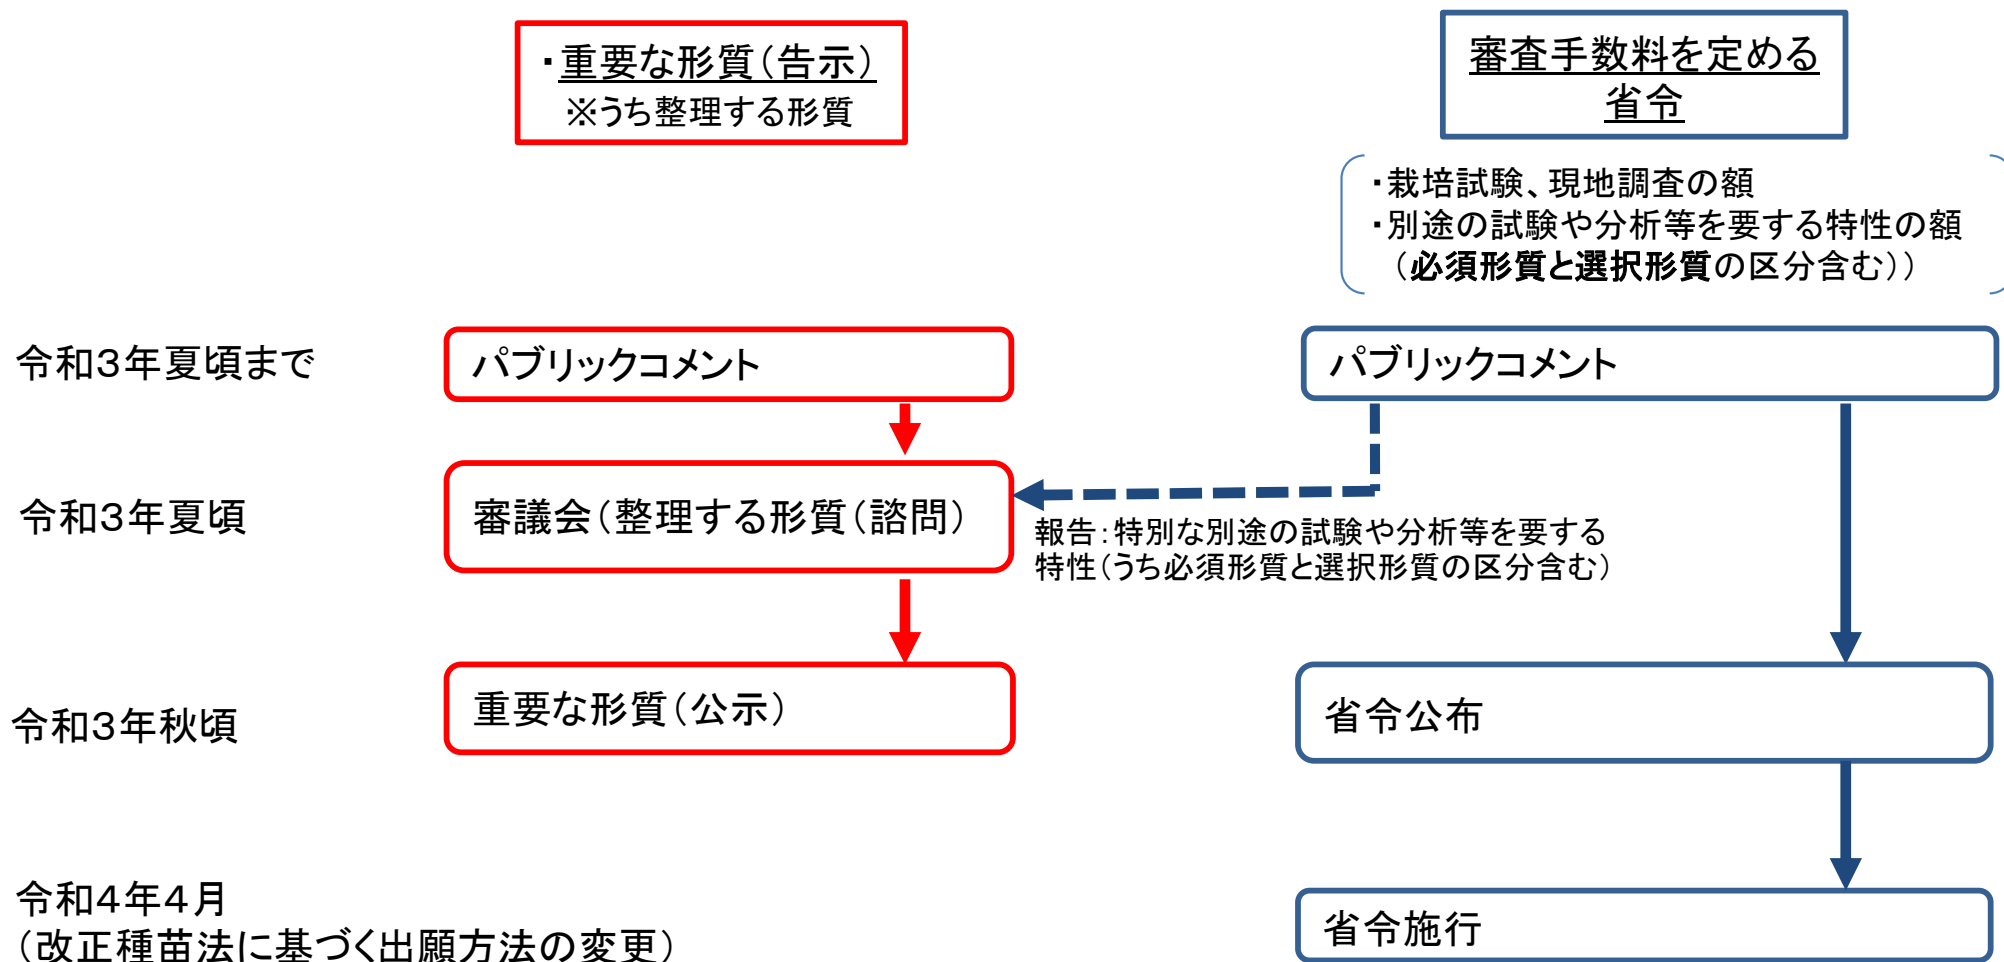 ・重要な形質（告示）
※うち整理する形質
審査手数料を定める
省令
・栽培試験、現地調査の額
・別途の試験や分析等を要する特性の額
（必須形質と選択形質の区分含む））
令和３年夏頃まで
パブリックコメント
パブリックコメント
令和３年夏頃
審議会（整理する形質（諮問）
報告：特別な別途の試験や分析等を要する
特性（うち必須形質と選択形質の区分含む）
令和３年秋頃
重要な形質（公示）
省令公布
令和４年４月
（改正種苗法に基づく出願方法の変更）
省令施行